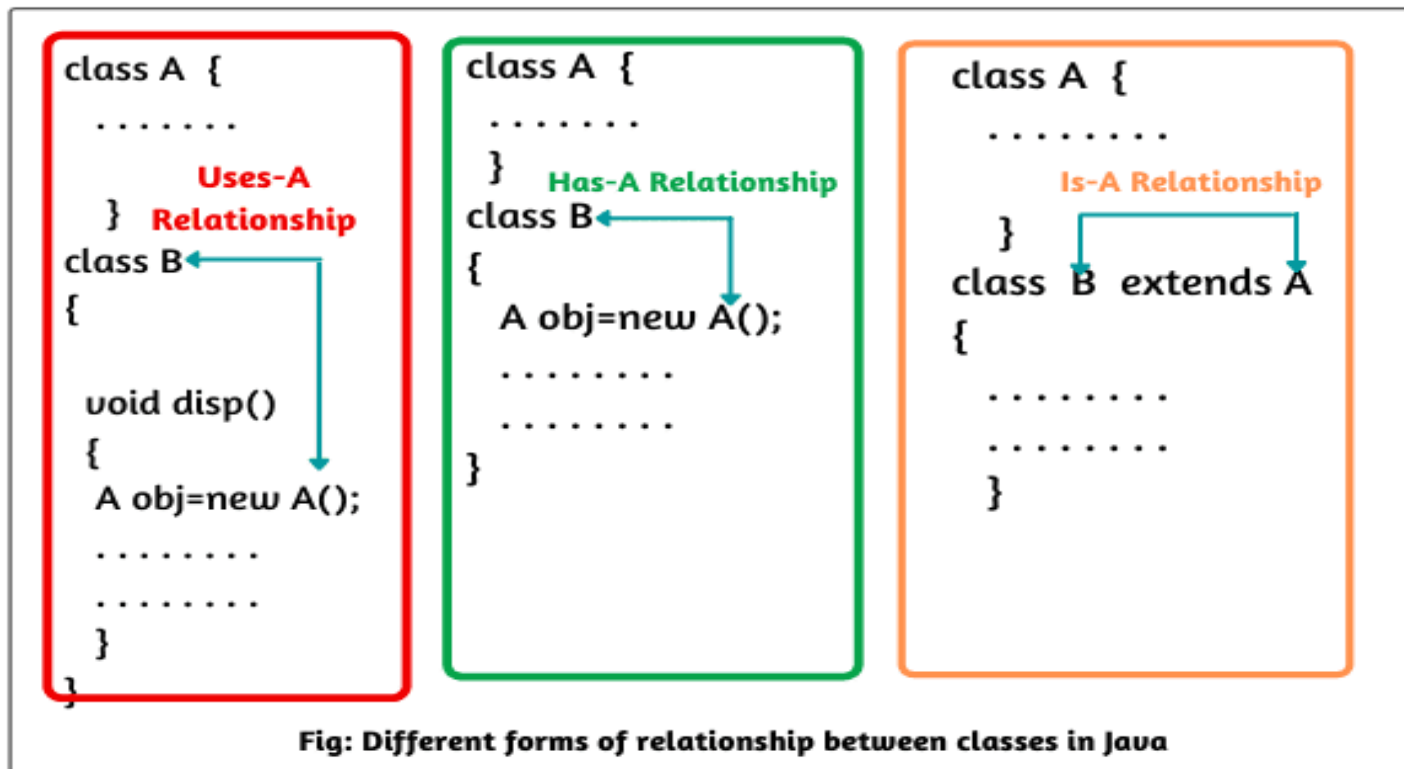 class A {
.......
Uses-A
} Relationship
class B
{
void disp()
{
A obj=new A();
........
........
}
}
class A {
.......
}
Has-A Relationship
class B
{
A obj=new A();
........
........
}
class A {
........
Is-A Relationship
}
class B extends A
{
........
........
}
Fig: Different forms of relationship between classes in Java